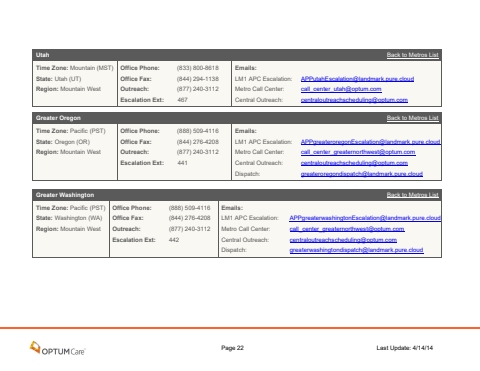 Utah Back to Metros List
Time Zone: Mountain (MST) Office Phone: (833) 800-8618 Emails:
State: Utah (UT) Office Fax: (844) 294-1138 LM1 APC Escalation: APPUtahEscalation@landmark.pure.cloud
Region: Mountain West Outreach: (877) 240-3112 Metro Call Center: call_center_utah@optum.com
Escalation Ext: 467 Central Outreach: centraloutreachscheduling@optum.com
Greater Oregon Back to Metros List
Time Zone: Pacific (PST) Office Phone: (888) 509-4116 Emails:
State: Oregon (OR) Office Fax: (844) 276-4208 LM1 APC Escalation: APPgreateroregonEscalation@landmark.pure.cloud
Region: Mountain West Outreach: (877) 240-3112 Metro Call Center: call_center_greaternorthwest@optum.com
Escalation Ext: 441 Central Outreach: centraloutreachscheduling@optum.com
Dispatch: greateroregondispatch@landmark.pure.cloud
Greater Washington Back to Metros List
Time Zone: Pacific (PST) Office Phone: (888) 509-4116 Emails:
State: Washington (WA) Office Fax: (844) 276-4208 LM1 APC Escalation: APPgreaterwashingtonEscalation@landmark.pure.cloud
Region: Mountain West Outreach: (877) 240-3112 Metro Call Center: call_center_greaternorthwest@optum.com
Escalation Ext: 442 Central Outreach: centraloutreachscheduling@optum.com
Dispatch: greaterwashingtondispatch@landmark.pure.cloud
OPTUMCare Page 22 Last Update: 4/14/14